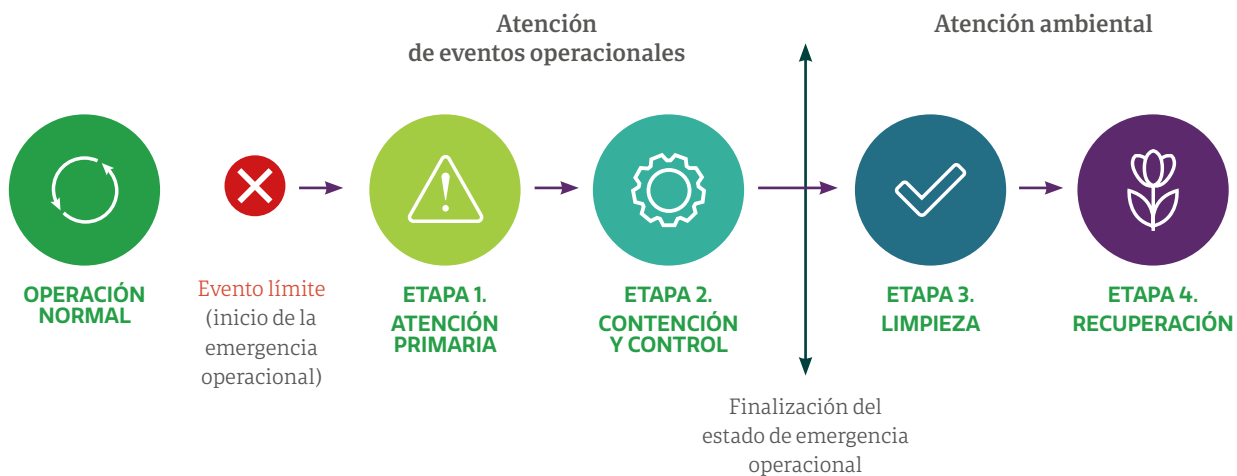 Atención
de eventos operacionales
Atención ambiental
OPERACIÓN
NORMAL
Evento límite
(inicio de la
emergencia
operacional)
ETAPA 1.
ATENCIÓN
PRIMARIA
ETAPA 2.
CONTENCIÓN
Y CONTROL
ETAPA 3.
LIMPIEZA
ETAPA 4.
RECUPERACIÓN
Finalización del
estado de emergencia
operacional